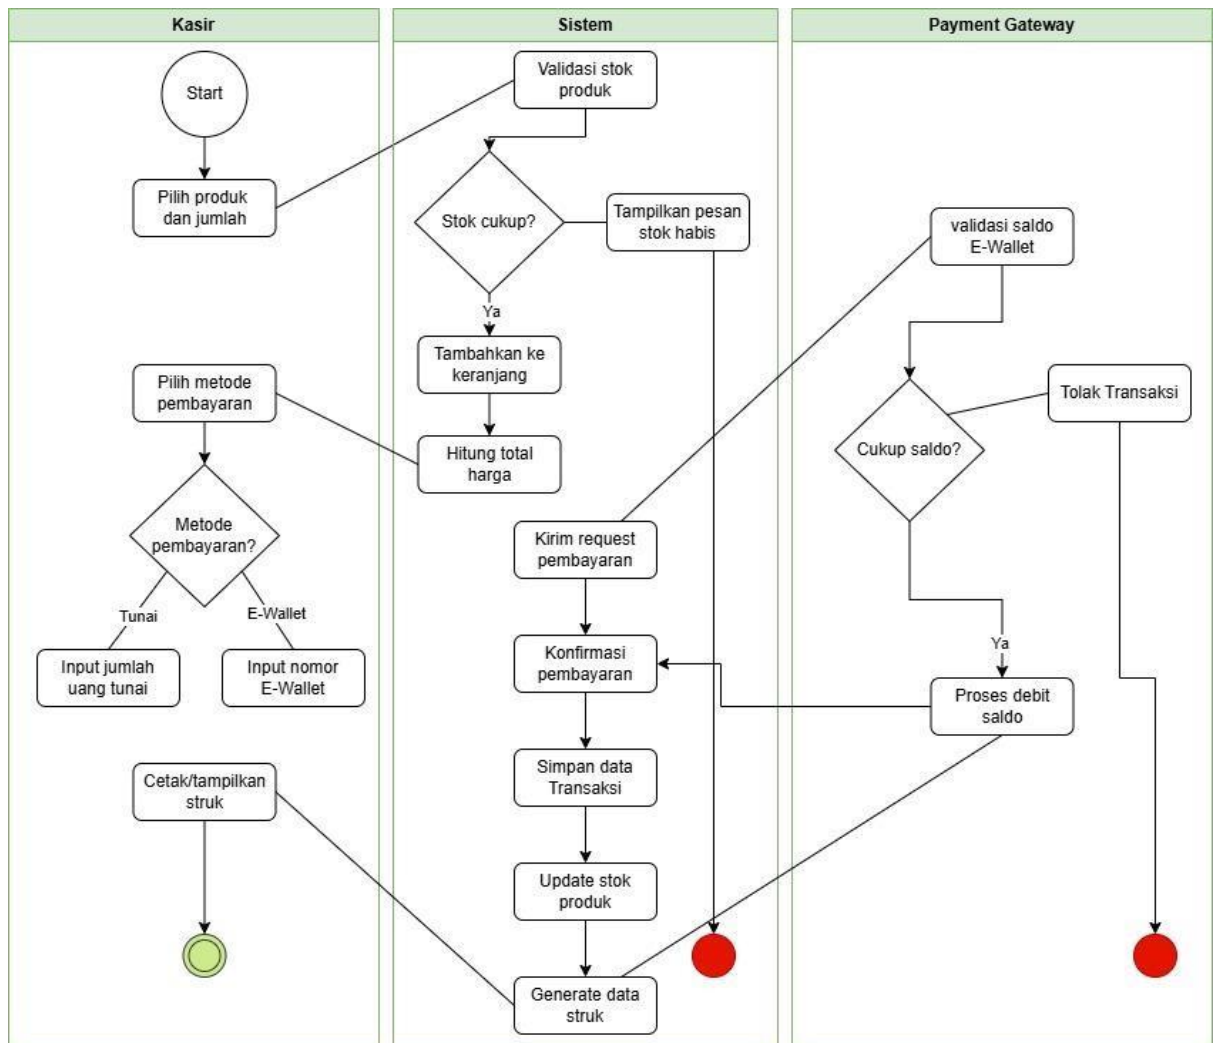 Kasir
Sistem
Payment Gateway
Start
Pilih produk
dan jumlah
Pilih metode
pembayaran
Metode
pembayaran?
Tunai
E-Wallet
Input jumlah
uang tunai
Input nomor
E-Wallet
Cetak/tampilkan
struk
Validasi stok
produk
Stok cukup?
Tampilkan pesan
stok habis
Ya
Tambahkan ke
keranjang
Hitung total
harga
Kirim request
pembayaran
Konfirmasi
pembayaran
Simpan data
Transaksi
Update stok
produk
Generate data
struk
validasi saldo
E-Wallet
Cukup saldo?
Tolak Transaksi
Ya
Proses debit
saldo